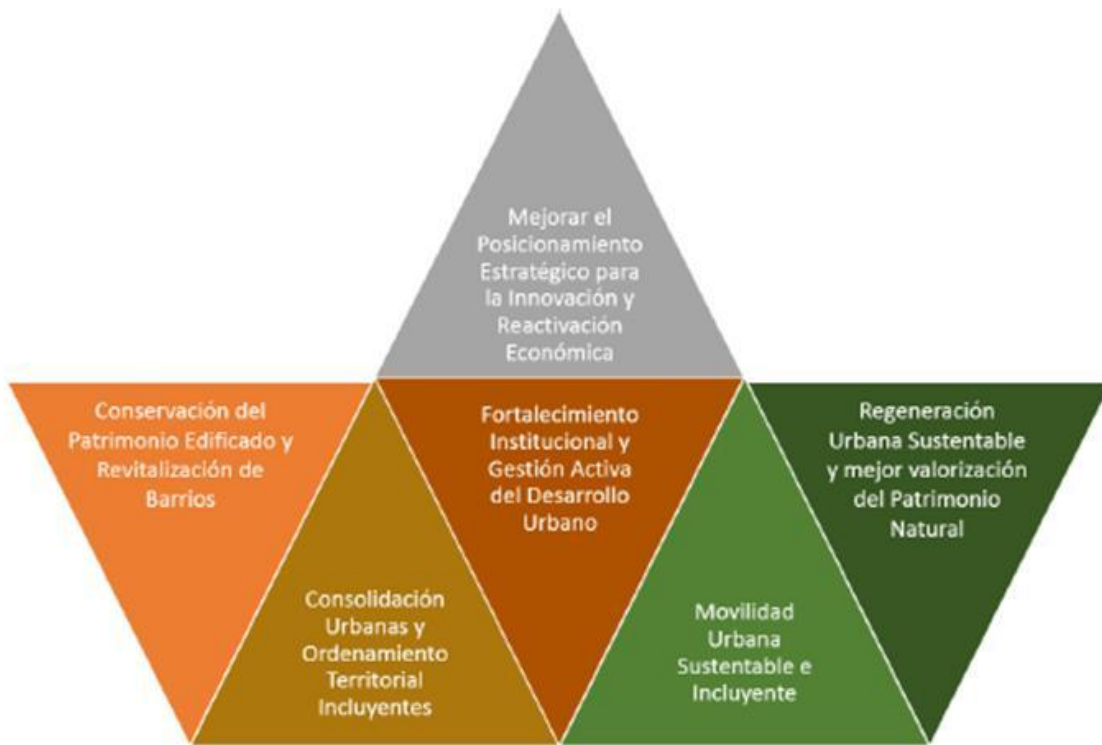 Mejorar el
Posicionamiento
Estratégico para
la Innovación y
Reactivación
Económica
Conservación del
Patrimonio Edificado y
Revitalización de
Barrios
Consolidación
Urbanas y
Ordenamiento
Territorial
Incluyentes
Fortalecimiento
Institucional y
Gestión Activa
del Desarrollo
Urbano
Movilidad
Urbana
Sustentable e
Incluyente
Regeneración
Urbana Sustentable
y mejor valorización
del Patrimonio
Natural